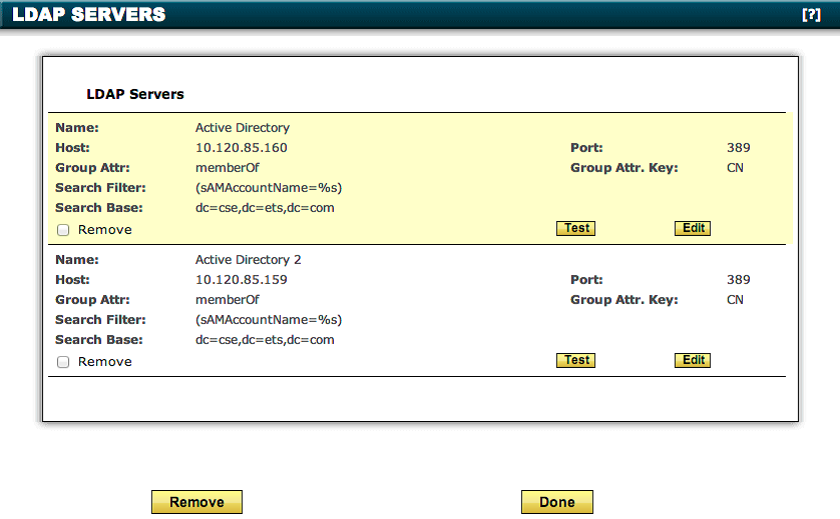 LDAP SERVERS [?]
LDAP Servers
Name: Active Directory
Host: 10.120.85.160 Port: 389
Group Attr: memberOf Group Attr. Key: CN
Search Filter: (sAMAccountName=%s)
Search Base: dc=cse,dc=ets,dc=com
Remove Test Edit
Name: Active Directory 2
Host: 10.120.85.159 Port: 389
Group Attr: memberOf Group Attr. Key: CN
Search Filter: (sAMAccountName=%s)
Search Base: dc=cse,dc=ets,dc=com
Remove Test Edit
Remove Done